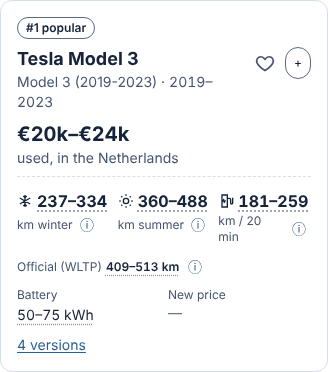 #1 popular
Tesla Model 3
+
Model 3 (2019-2023) · 2019–
2023
€20k–€24k
used, in the Netherlands
237–334 360–488 181–259
km winter i km summer i km / 20
min i
Official (WLTP) 409–513 km i
Battery New price
50–75 kWh —
4 versions